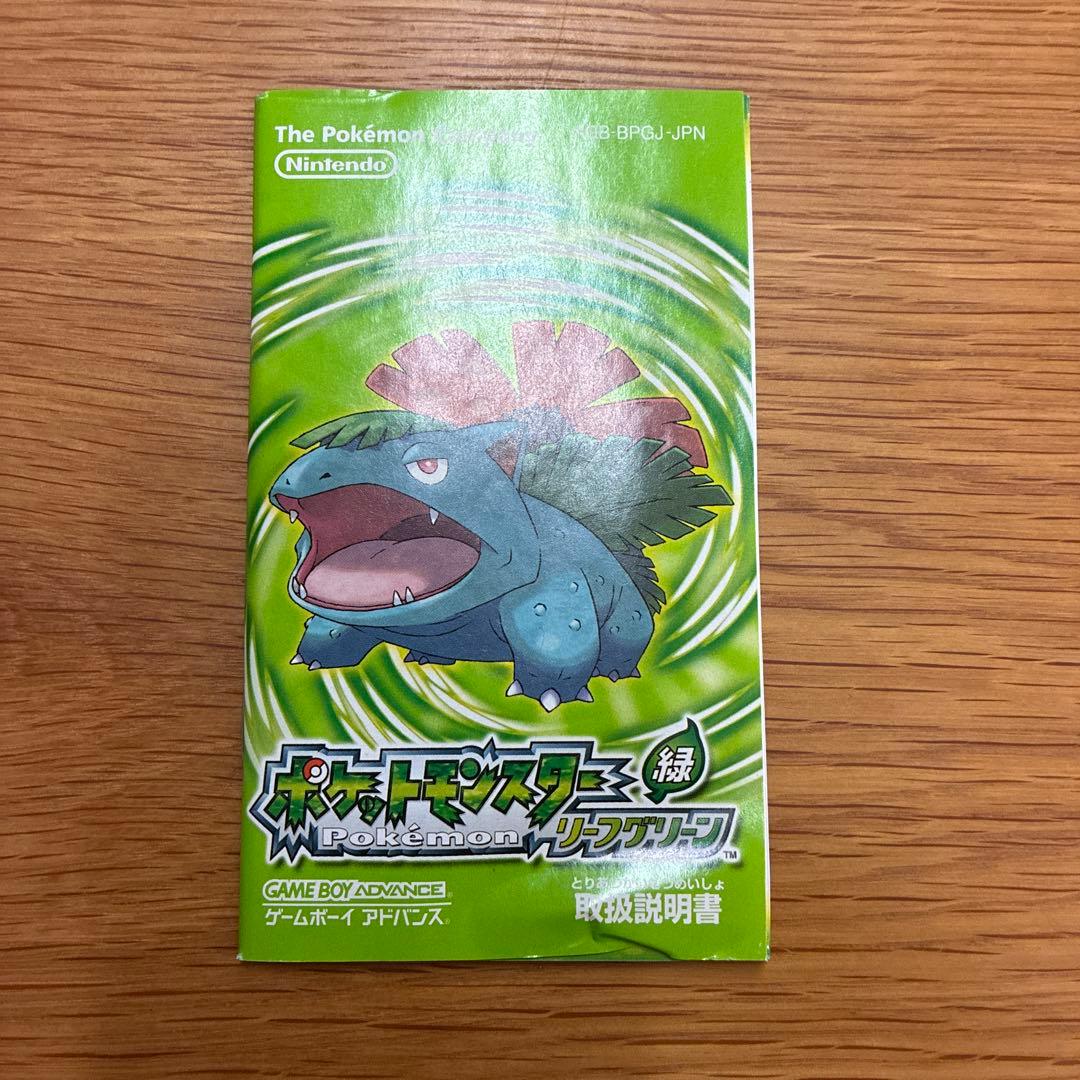 The Pokémon Company
-BPGJ-JPN
Nintendo
ポケットモンスター 緑
Pokémon リーフグリーン TM
GAME BOY ADVANCE
ゲームボーイ アドバンス
とりあつかいせつめいしょ
取扱説明書